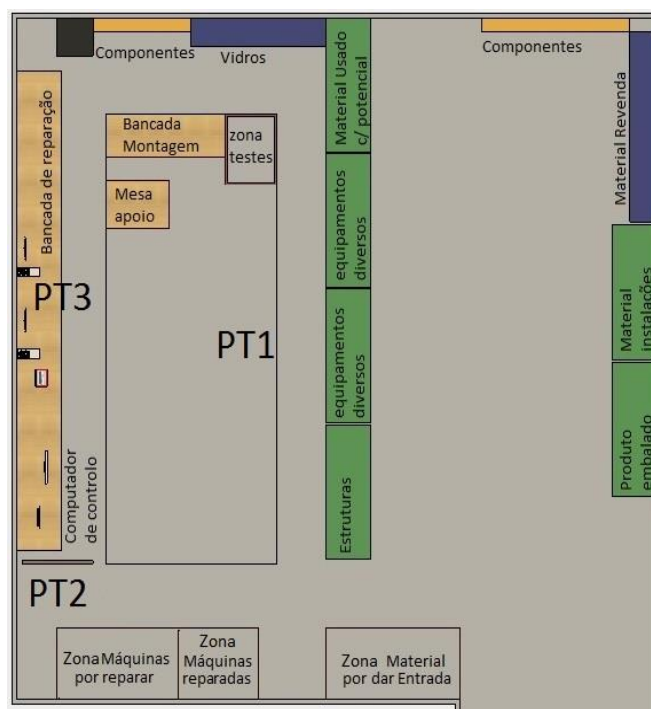 Componentes
Vidros
Material Usado
c/ potencial
Componentes
Material Revenda
Bancada de reparação
Bancada
Montagem
zona
testes
Mesa
apoio
equipamentos
diversos
PT3
PT1
Material
instalações
equipamentos
diversos
Produto
embalado
Computador
de controlo
Estruturas
PT2
Zona Máquinas
por reparar
Zona
Máquinas
reparadas
Zona Material
por dar Entrada